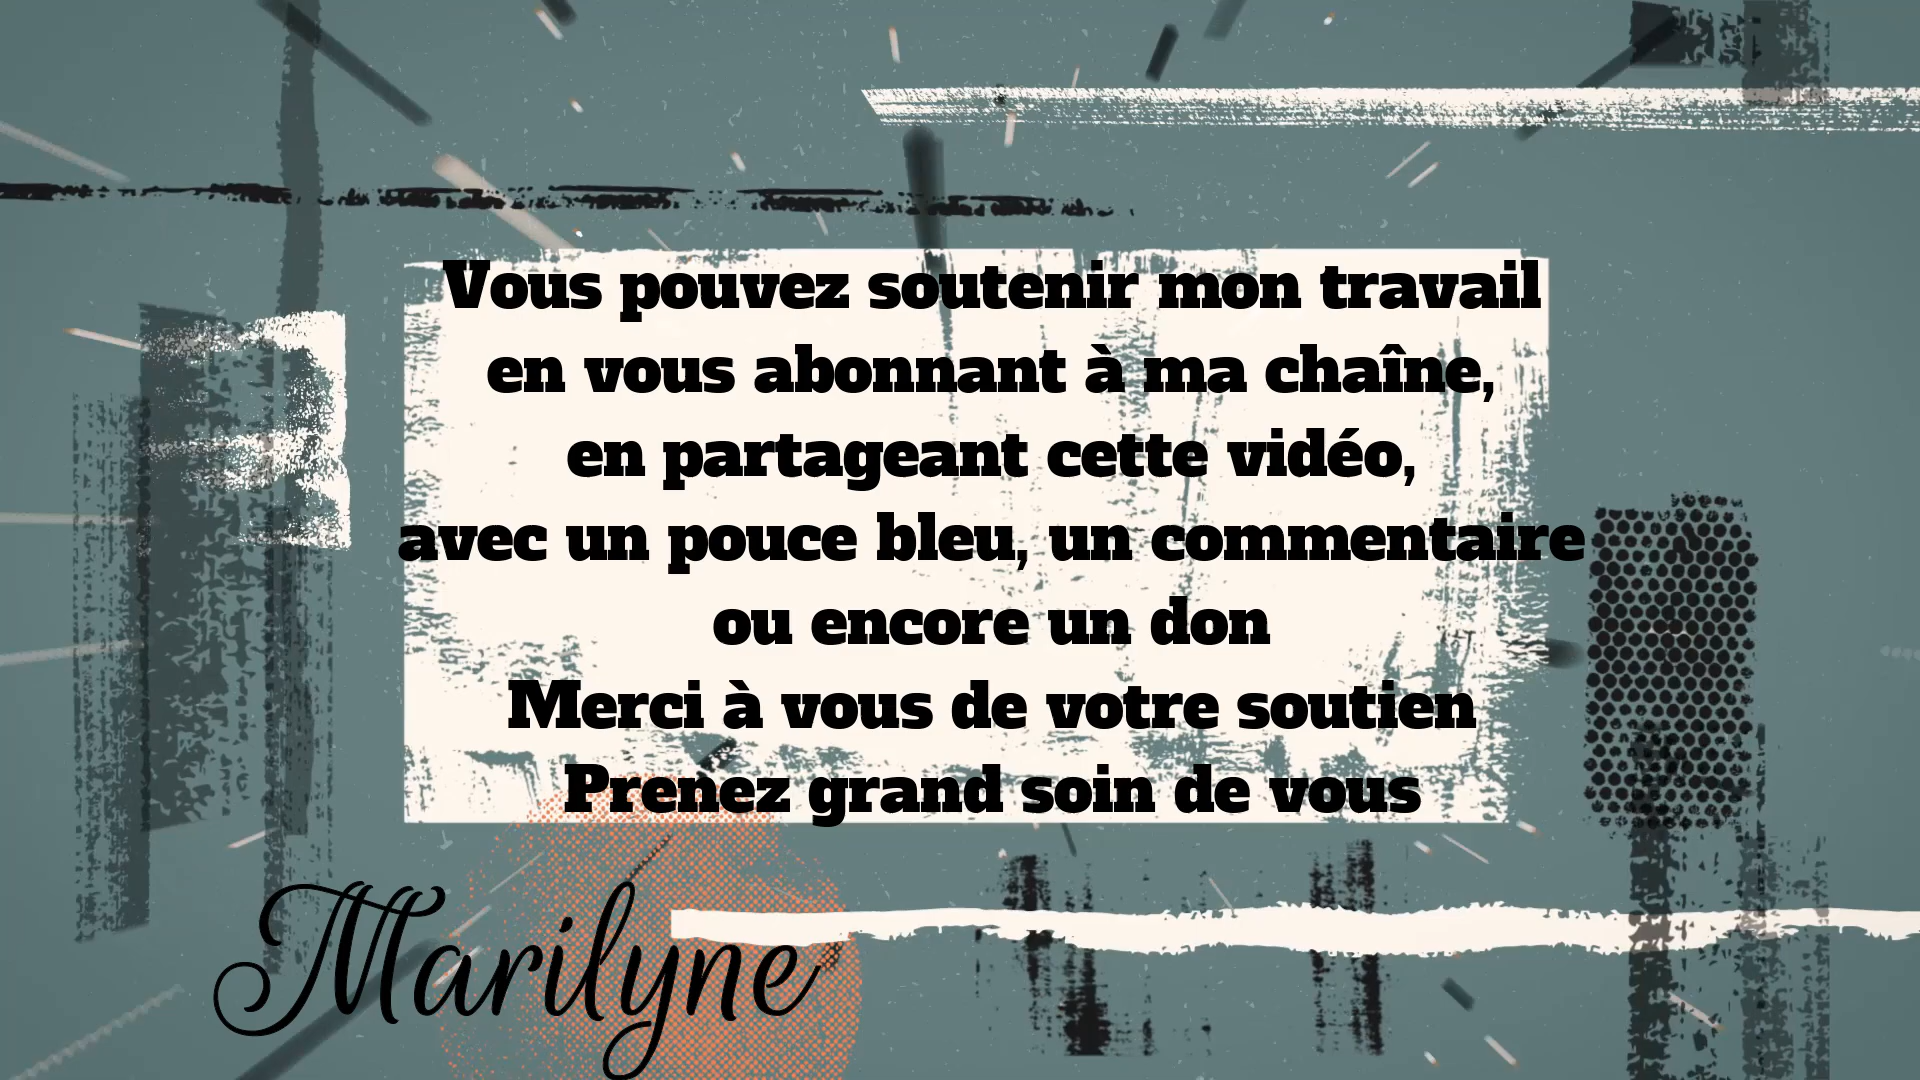 Vous pouvez soutenir mon travail
en vous abonnant à ma chaîne,
en partageant cette vidéo,
avec un pouce bleu, un commentaire
ou encore un don
Merci à vous de votre soutien
Prenez grand soin de vous
Marilyne